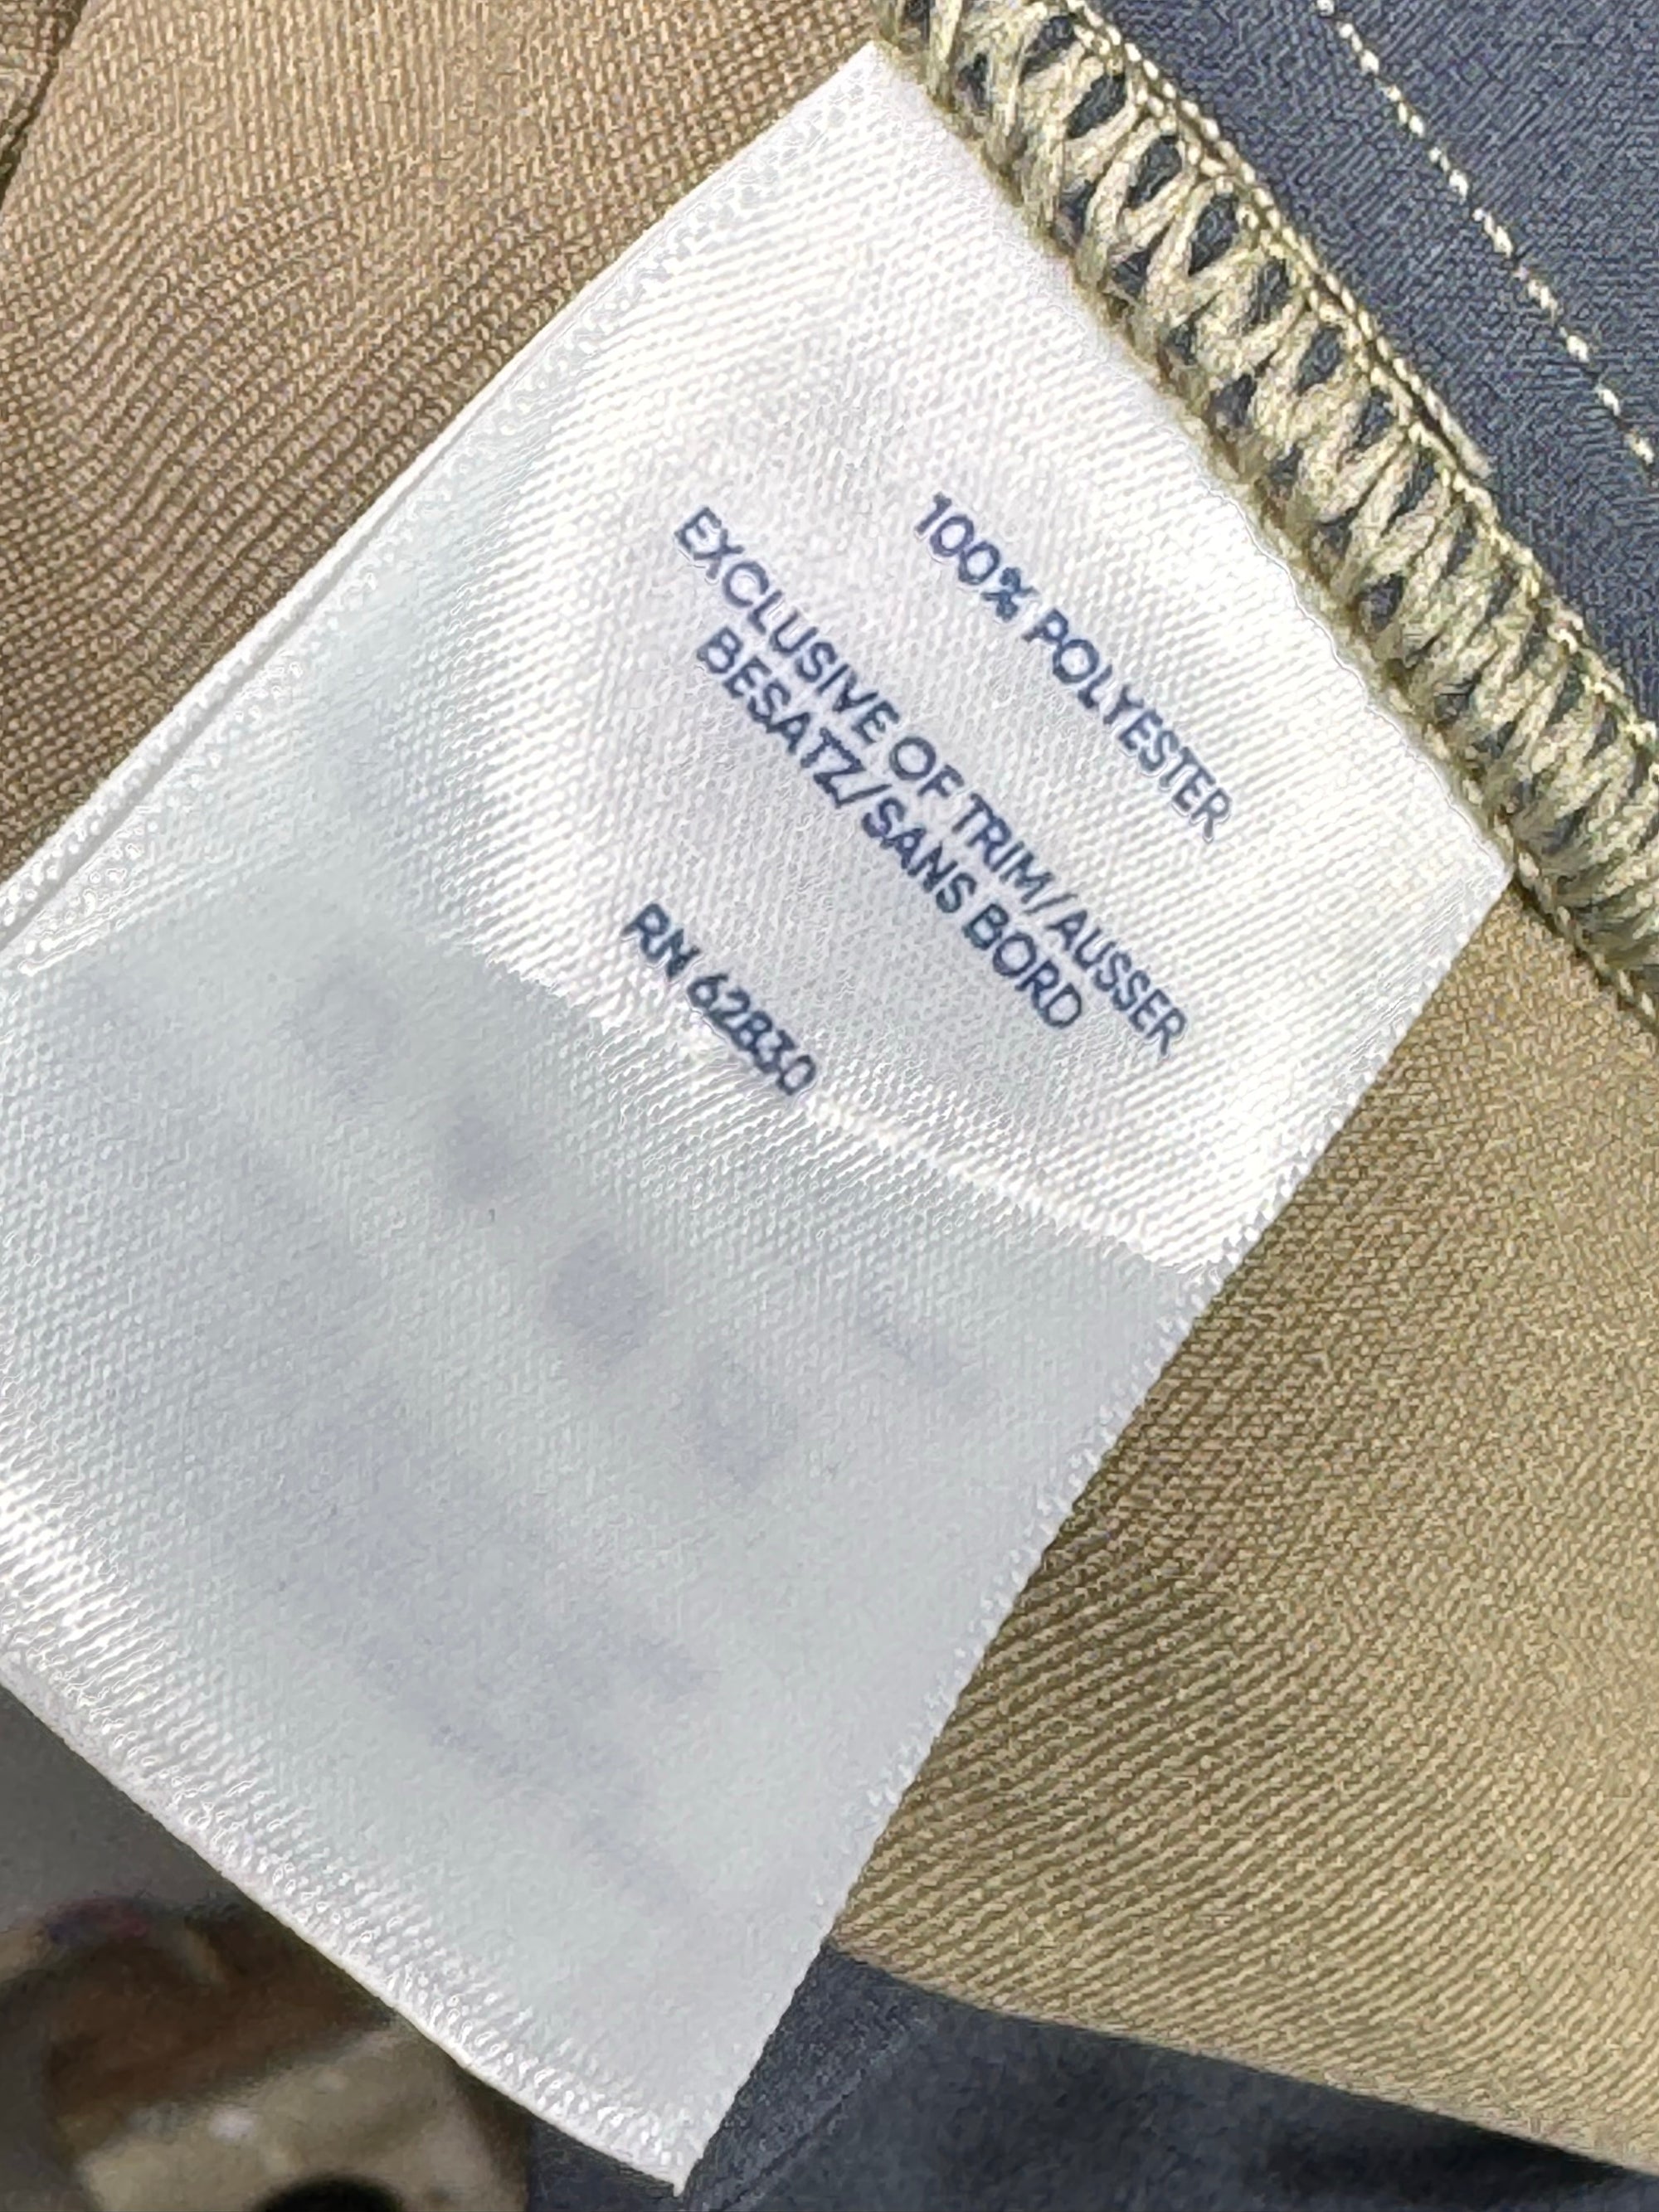 100% POLYESTER
EXCLUSIVE OF TRIM/AUSSER
BESATZ/SANS BORD
RN 62830